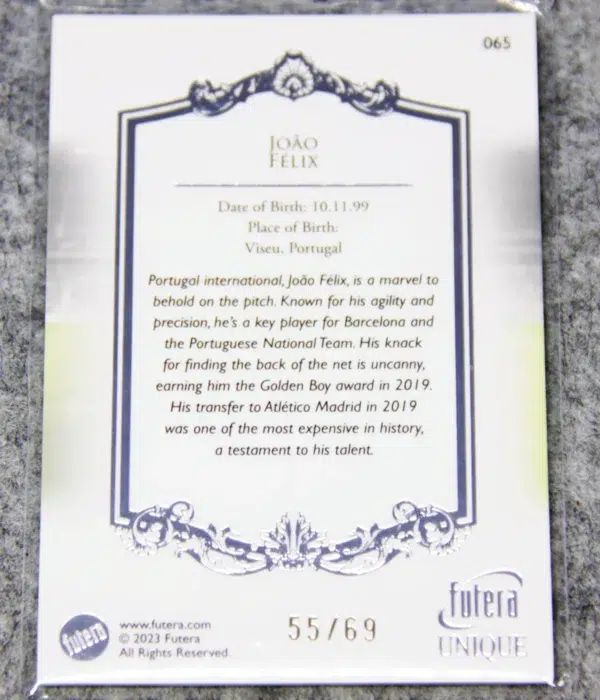 065
JOÃO
FÉLIX
Date of Birth: 10.11.99
Place of Birth:
Viseu, Portugal
Portugal international, João Félix, is a marvel to
behold on the pitch. Known for his agility and
precision, he's a key player for Barcelona and
the Portuguese National Team. His knack
for finding the back of the net is uncanny,
earning him the Golden Boy award in 2019.
His transfer to Atlético Madrid in 2019
was one of the most expensive in history,
a testament to his talent.
futera
www.futera.com
© 2023 Futera
All Rights Reserved.
55/69
futera
UNIQUE